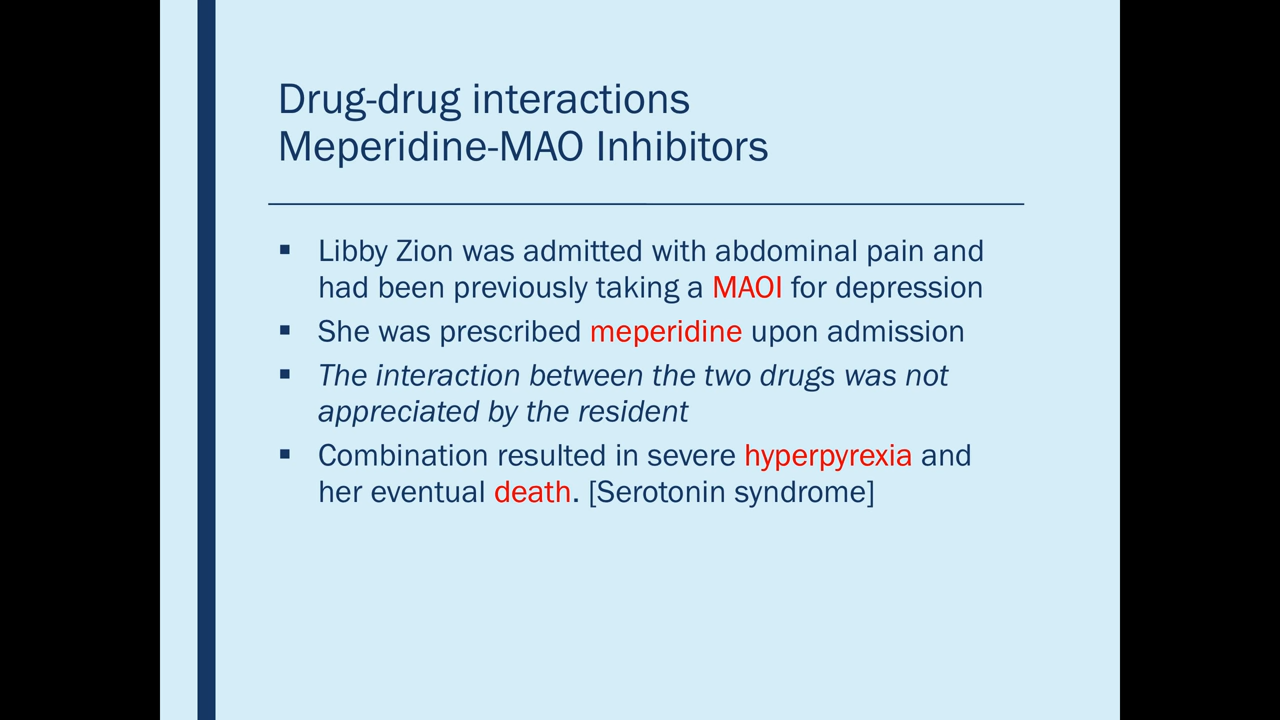 Drug-drug interactions
Meperidine-MAO Inhibitors
▪ Libby Zion was admitted with abdominal pain and
had been previously taking a MAOI for depression
▪ She was prescribed meperidine upon admission
▪ The interaction between the two drugs was not
appreciated by the resident
▪ Combination resulted in severe hyperpyrexia and
her eventual death. [Serotonin syndrome]